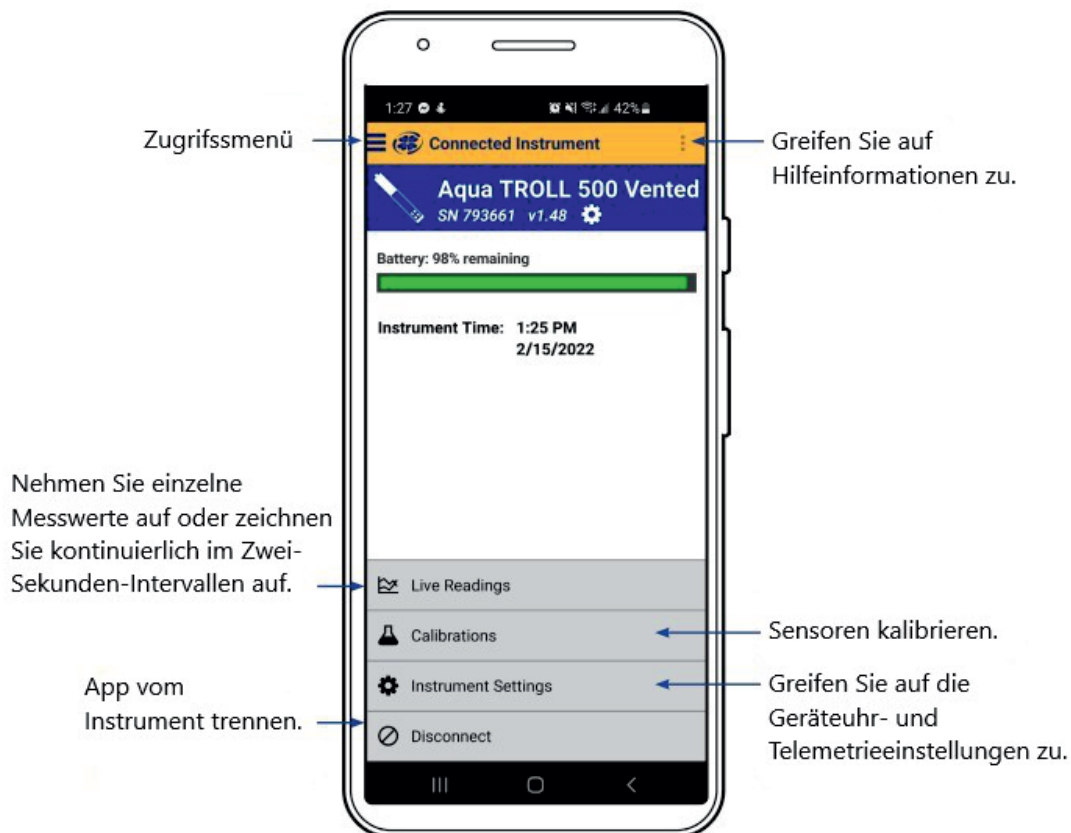 1:27 42%
Zugrifssmenü
Connected Instrument
Greifen Sie auf
Hilfeinformationen zu.
Aqua TROLL 500 Vented
SN 793661 v1.48
Battery: 98% remaining
Instrument Time: 1:25 PM
2/15/2022
Nehmen Sie einzelne
Messwerte auf oder zeichnen
Sie kontinuierlich im Zwei-
Sekunden-Intervallen auf.
Live Readings
Calibrations
Sensoren kalibrieren.
App vom
Instrument trennen.
Instrument Settings
Greifen Sie auf die
Geräteuhr- und
Telemetrieeinstellungen zu.
Disconnect